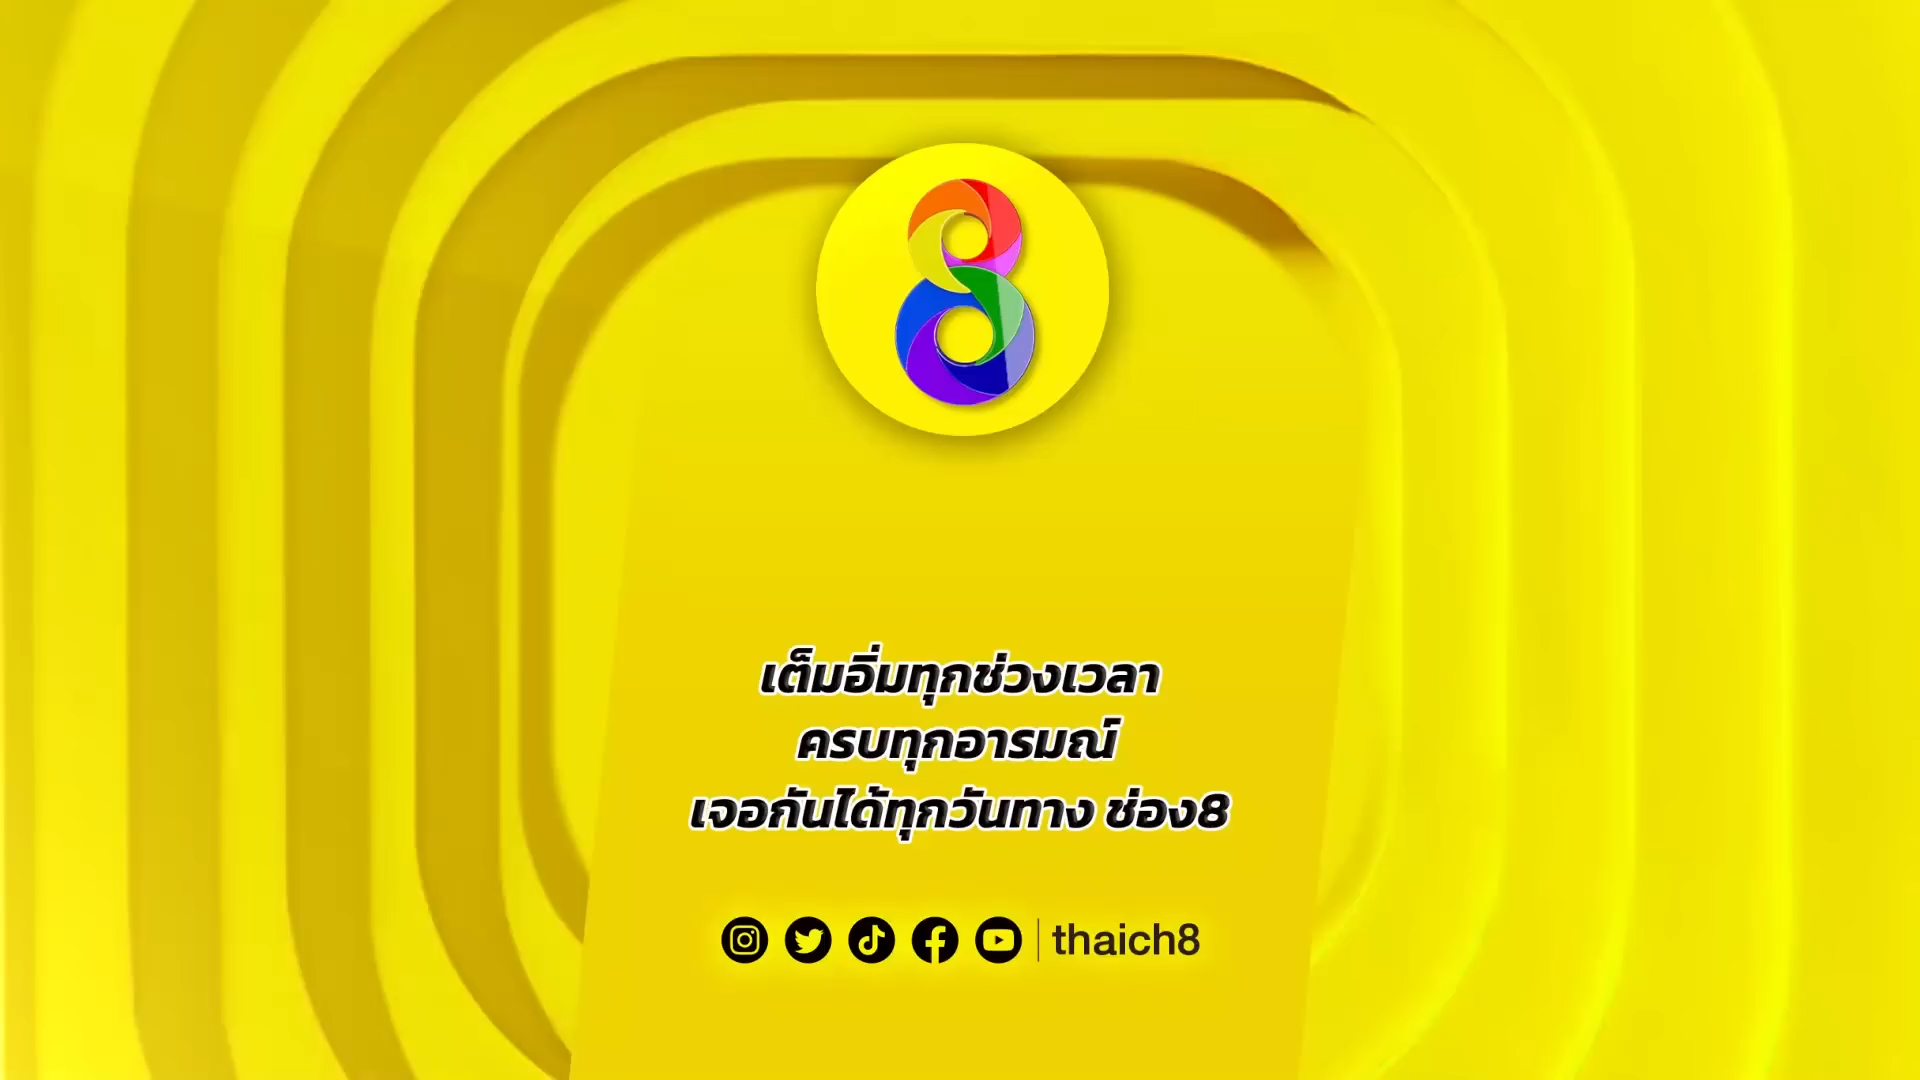 8
เต็มอิ่มทุกช่วงเวลา
ครบทุกอารมณ์
เจอกันได้ทุกวันทาง ช่อง8
thaich8